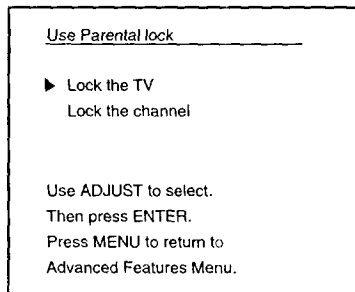 Use Parental lock
▶ Lock the TV
Lock the channel
Use ADJUST to select.
Then press ENTER.
Press MENU to return to
Advanced Features Menu.